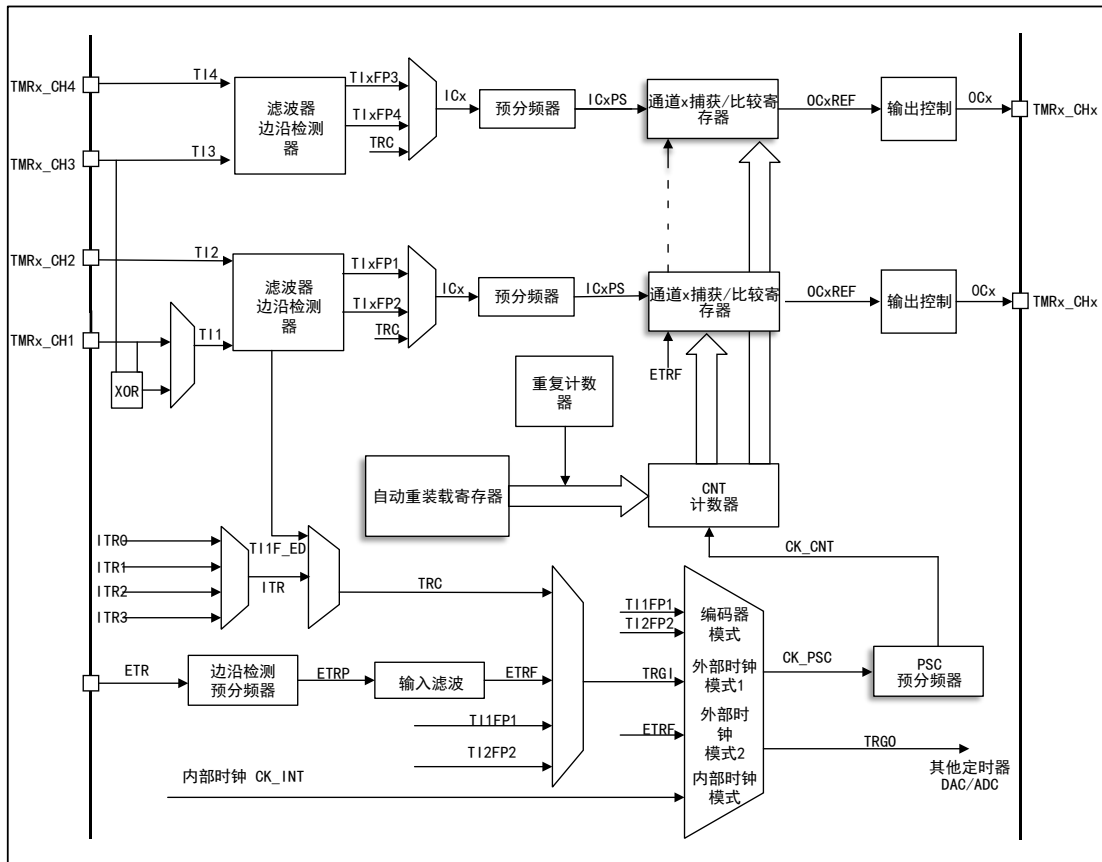 TMRx_CH4
TI4
滤波器
边沿检测
器
TIxFP3
TIxFP4
TRC
ICx
预分频器
ICxPS
通道x捕获/比较寄
存器
OCxREF
输出控制
OCx
TMRx_CHx
TMRx_CH3
TI3
TMRx_CH2
TI2
滤波器
边沿检测
器
TIxFP1
TIxFP2
TRC
ICx
预分频器
ICxPS
通道x捕获/比较寄
存器
OCxREF
输出控制
OCx
TMRx_CHx
TMRx_CH1
TI1
XOR
ETRF
重复计数
器
自动重装载寄存器
CNT
计数器
CK_CNT
ITR0
ITR1
ITR2
ITR3
TI1F_ED
ITR
TRC
TI1FP1
TI2FP2
编码器
模式
ETR
边沿检测
预分频器
ETRP
输入滤波
ETRF
TRGI
外部时钟
模式1
CK_PSC
PSC
预分频器
TI1FP1
TI2FP2
ETRF
外部时
钟
模式2
TRGO
其他定时器
DAC/ADC
内部时钟 CK_INT
内部时钟
模式